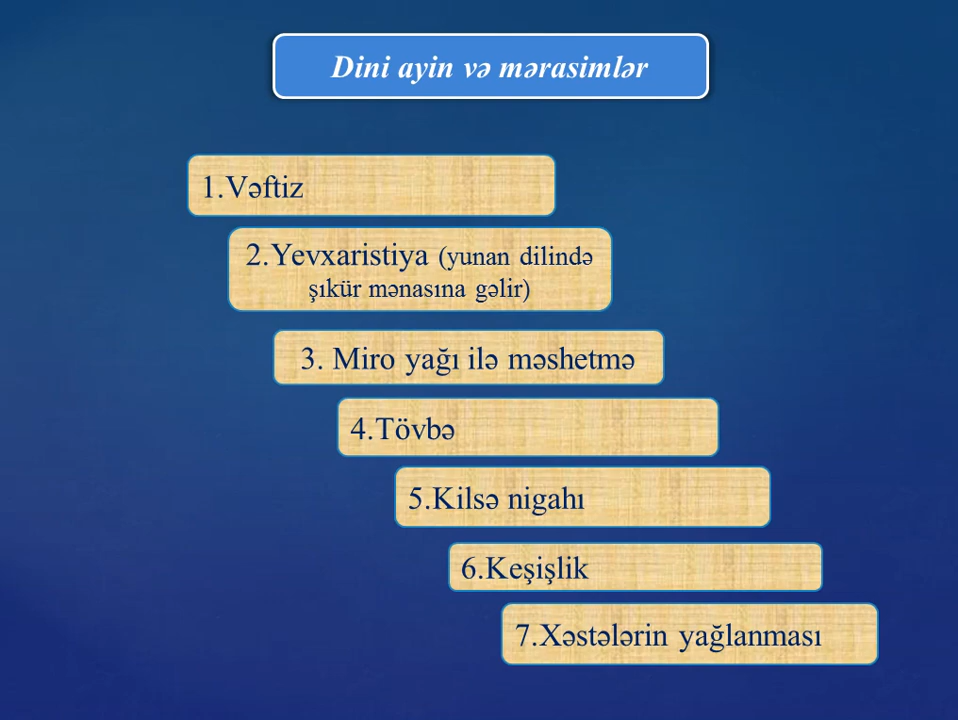 Dini ayin və mərasimlər
1.Vəftiz
2.Yevxaristiya (yunan dilində
şıkür mənasına gəlir)
3. Miro yağı ilə məshetmə
4.Tövbə
5.Kilsə nigahı
6.Keşişlik
7.Xəstələrin yağlanması